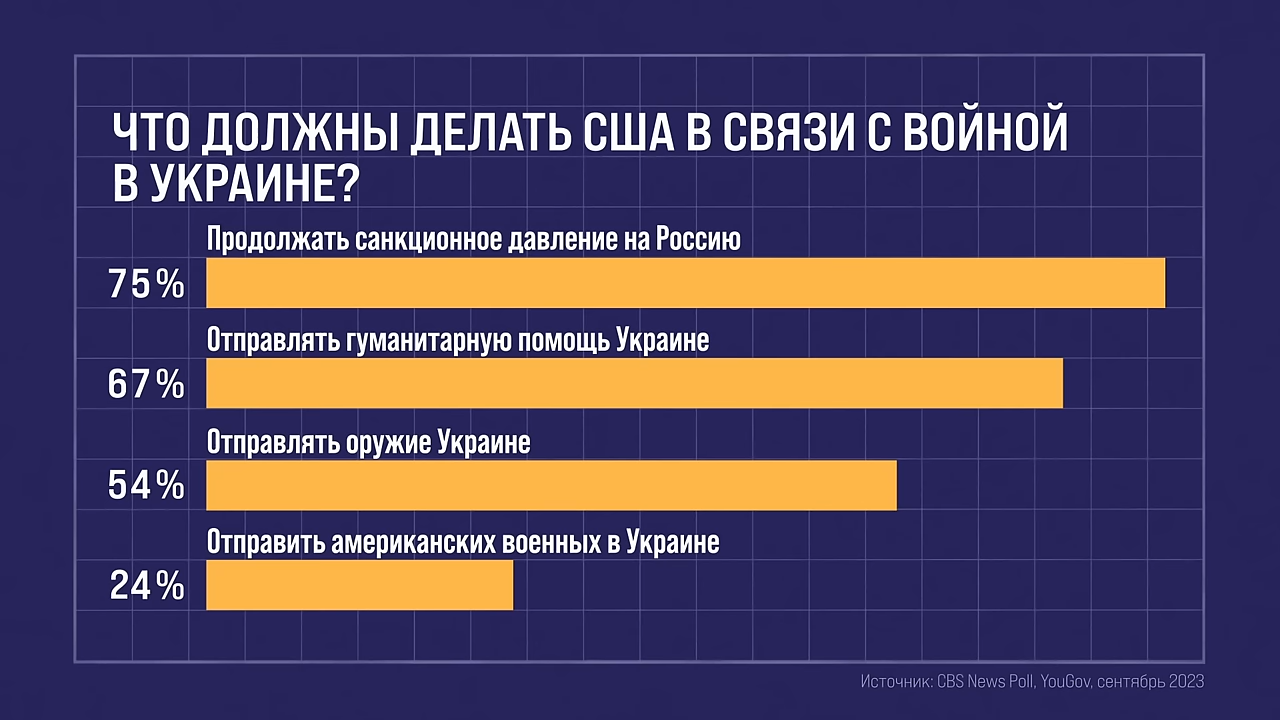 ЧТО ДОЛЖНЫ ДЕЛАТЬ США В СВЯЗИ С ВОЙНОЙ
В УКРАИНЕ?
Продолжать санкционное давление на Россию
75%
Отправлять гуманитарную помощь Украине
67%
Отправлять оружие Украине
54%
Отправить американских военных в Украине
24%
Источник: CBS News Poll, YouGov, сентябрь 2023